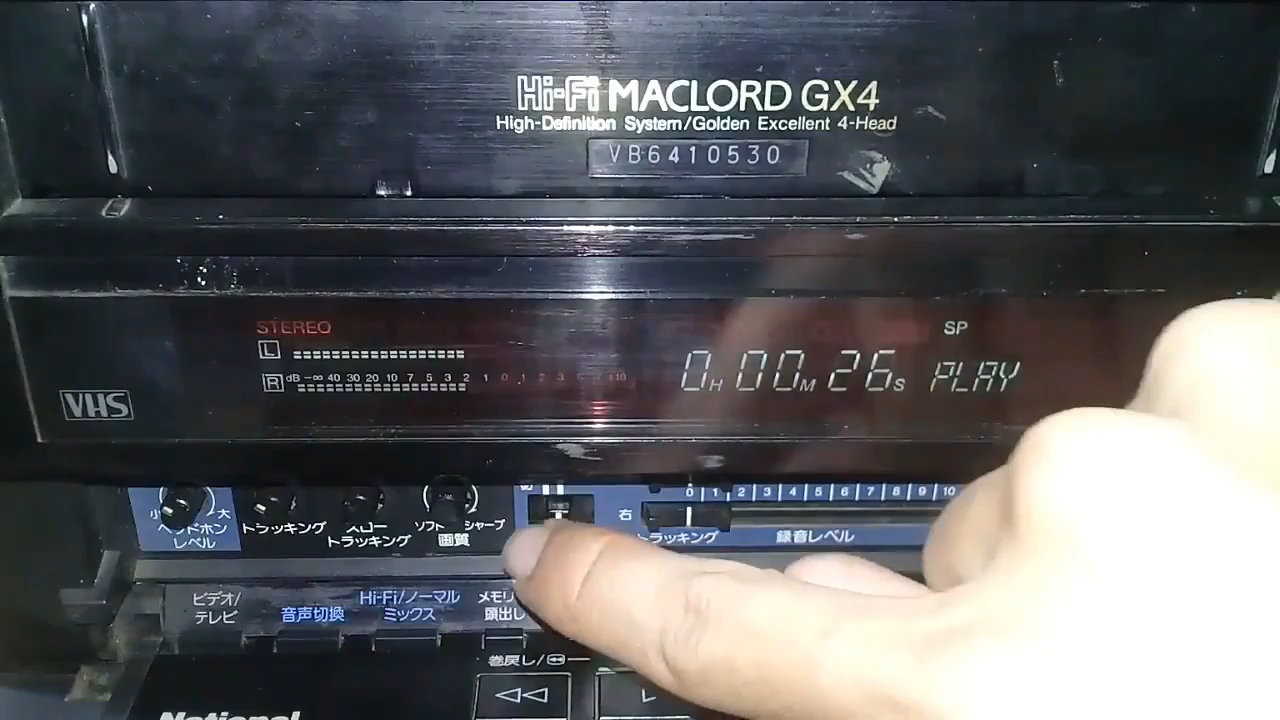 Hi-Fi MACLORD GX4
High-Definition System/Golden Excellent 4-Head
VB6410530
STEREO
SP
L
R dB −∞ 40 30 20 10 7 5 3 2 1 0 1 2 3
0H 00M 26s PLAY
VHS
0 1 2 3 4 5 6 7 8 9 10
小 大
ヘッドホン
レベル
トラッキング
スロー
トラッキング
ソフト シャープ
画質
右
トラッキング
録音レベル
ビデオ/
テレビ
音声切換
Hi-Fi/ノーマル
ミックス
メモリ
頭出し
巻戻し/
National